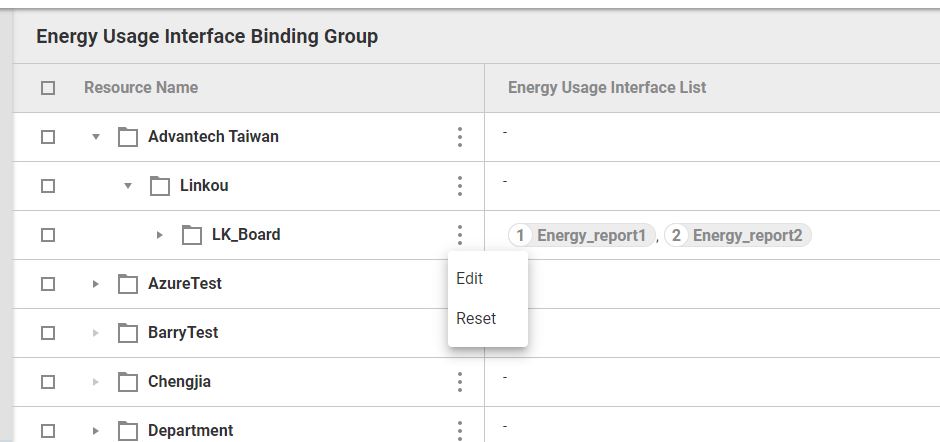 Energy Usage Interface Binding Group
Resource Name Energy Usage Interface List
Advantech Taiwan -
Linkou -
LK_Board 1 Energy_report1, 2 Energy_report2
Edit
AzureTest
Reset
BarryTest
Chengjia -
Department -